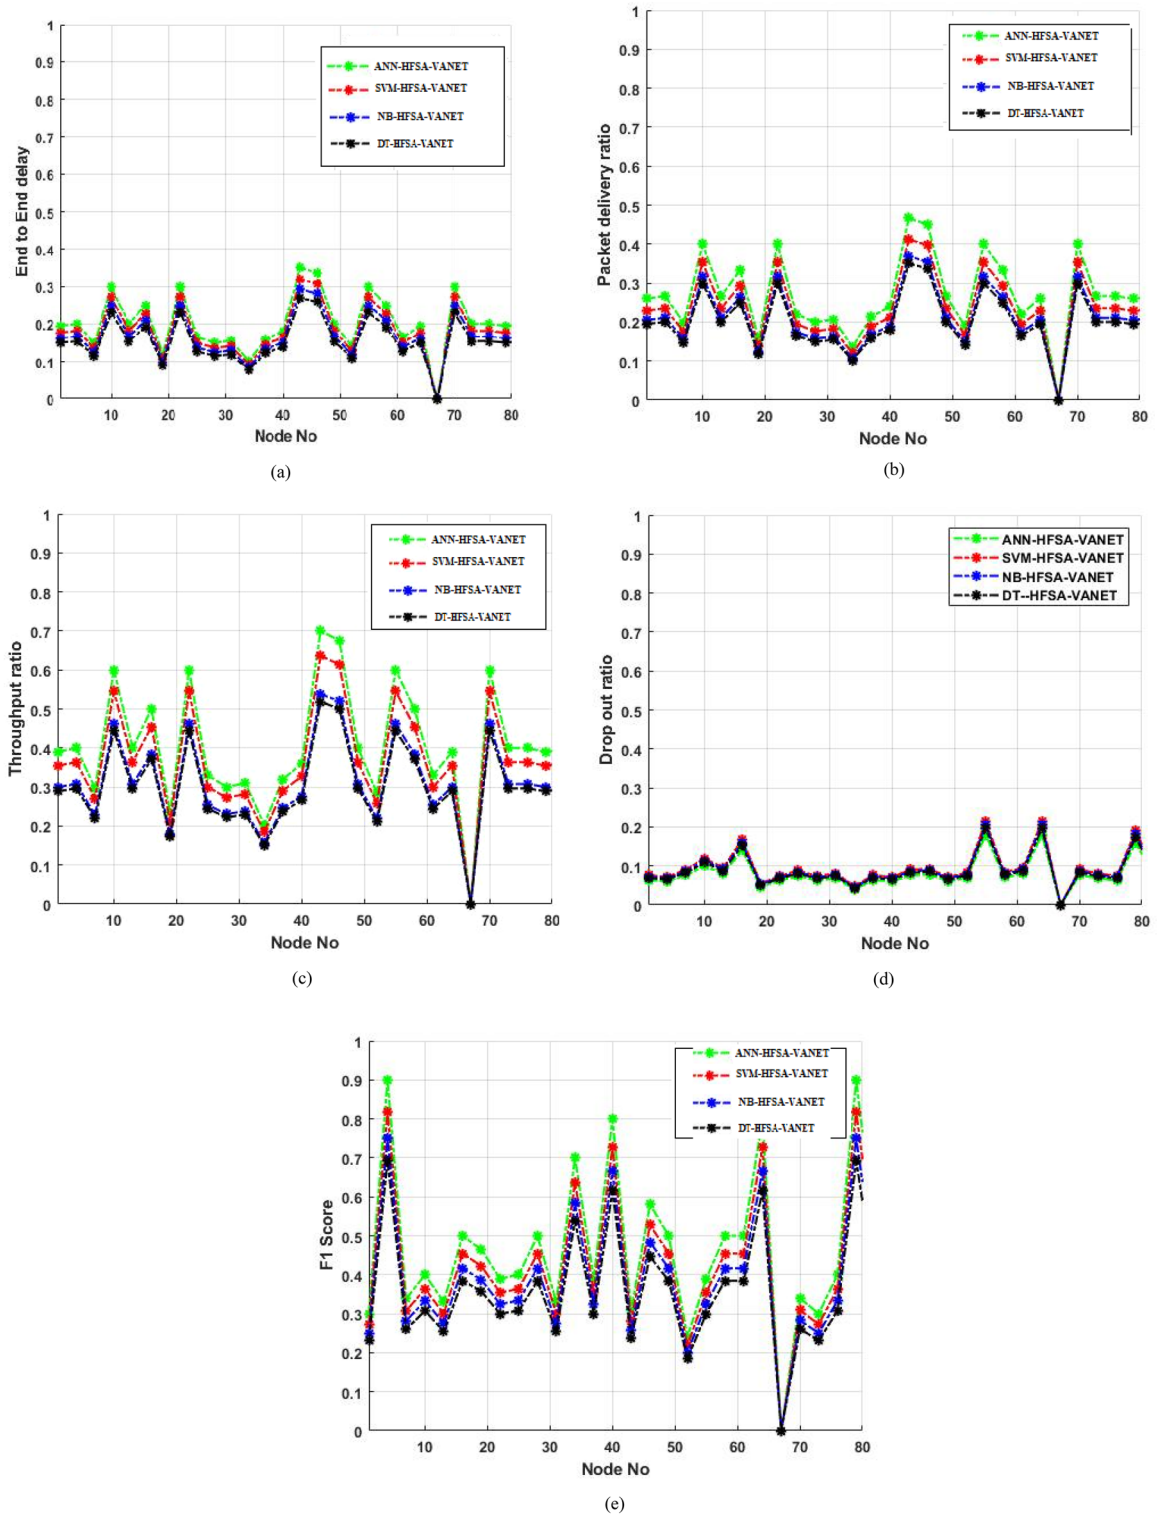 1
0.9
0.8
0.7
0.6
0.5
0.4
0.3
0.2
0.1
0
End to End delay
ANN-HFSA-VANET
SVM-HFSA-VANET
NB-HFSA-VANET
DT-HFSA-VANET
10 20 30 40 50 60 70 80
Node No
(a)
1
0.9
0.8
0.7
0.6
0.5
0.4
0.3
0.2
0.1
0
Packet delivery ratio
ANN-HFSA-VANET
SVM-HFSA-VANET
NB-HFSA-VANET
DT-HFSA-VANET
10 20 30 40 50 60 70 80
Node No
(b)
1
0.9
0.8
0.7
0.6
0.5
0.4
0.3
0.2
0.1
0
Throughput ratio
ANN-HFSA-VANET
SVM-HFSA-VANET
NB-HFSA-VANET
DT-HFSA-VANET
10 20 30 40 50 60 70 80
Node No
(c)
1
0.9
0.8
0.7
0.6
0.5
0.4
0.3
0.2
0.1
0
Drop out ratio
ANN-HFSA-VANET
SVM-HFSA-VANET
NB-HFSA-VANET
DT--HFSA-VANET
10 20 30 40 50 60 70 80
Node No
(d)
1
0.9
0.8
0.7
0.6
0.5
0.4
0.3
0.2
0.1
0
F1 Score
ANN-HFSA-VANET
SVM-HFSA-VANET
NB-HFSA-VANET
DT-HFSA-VANET
10 20 30 40 50 60 70 80
Node No
(e)